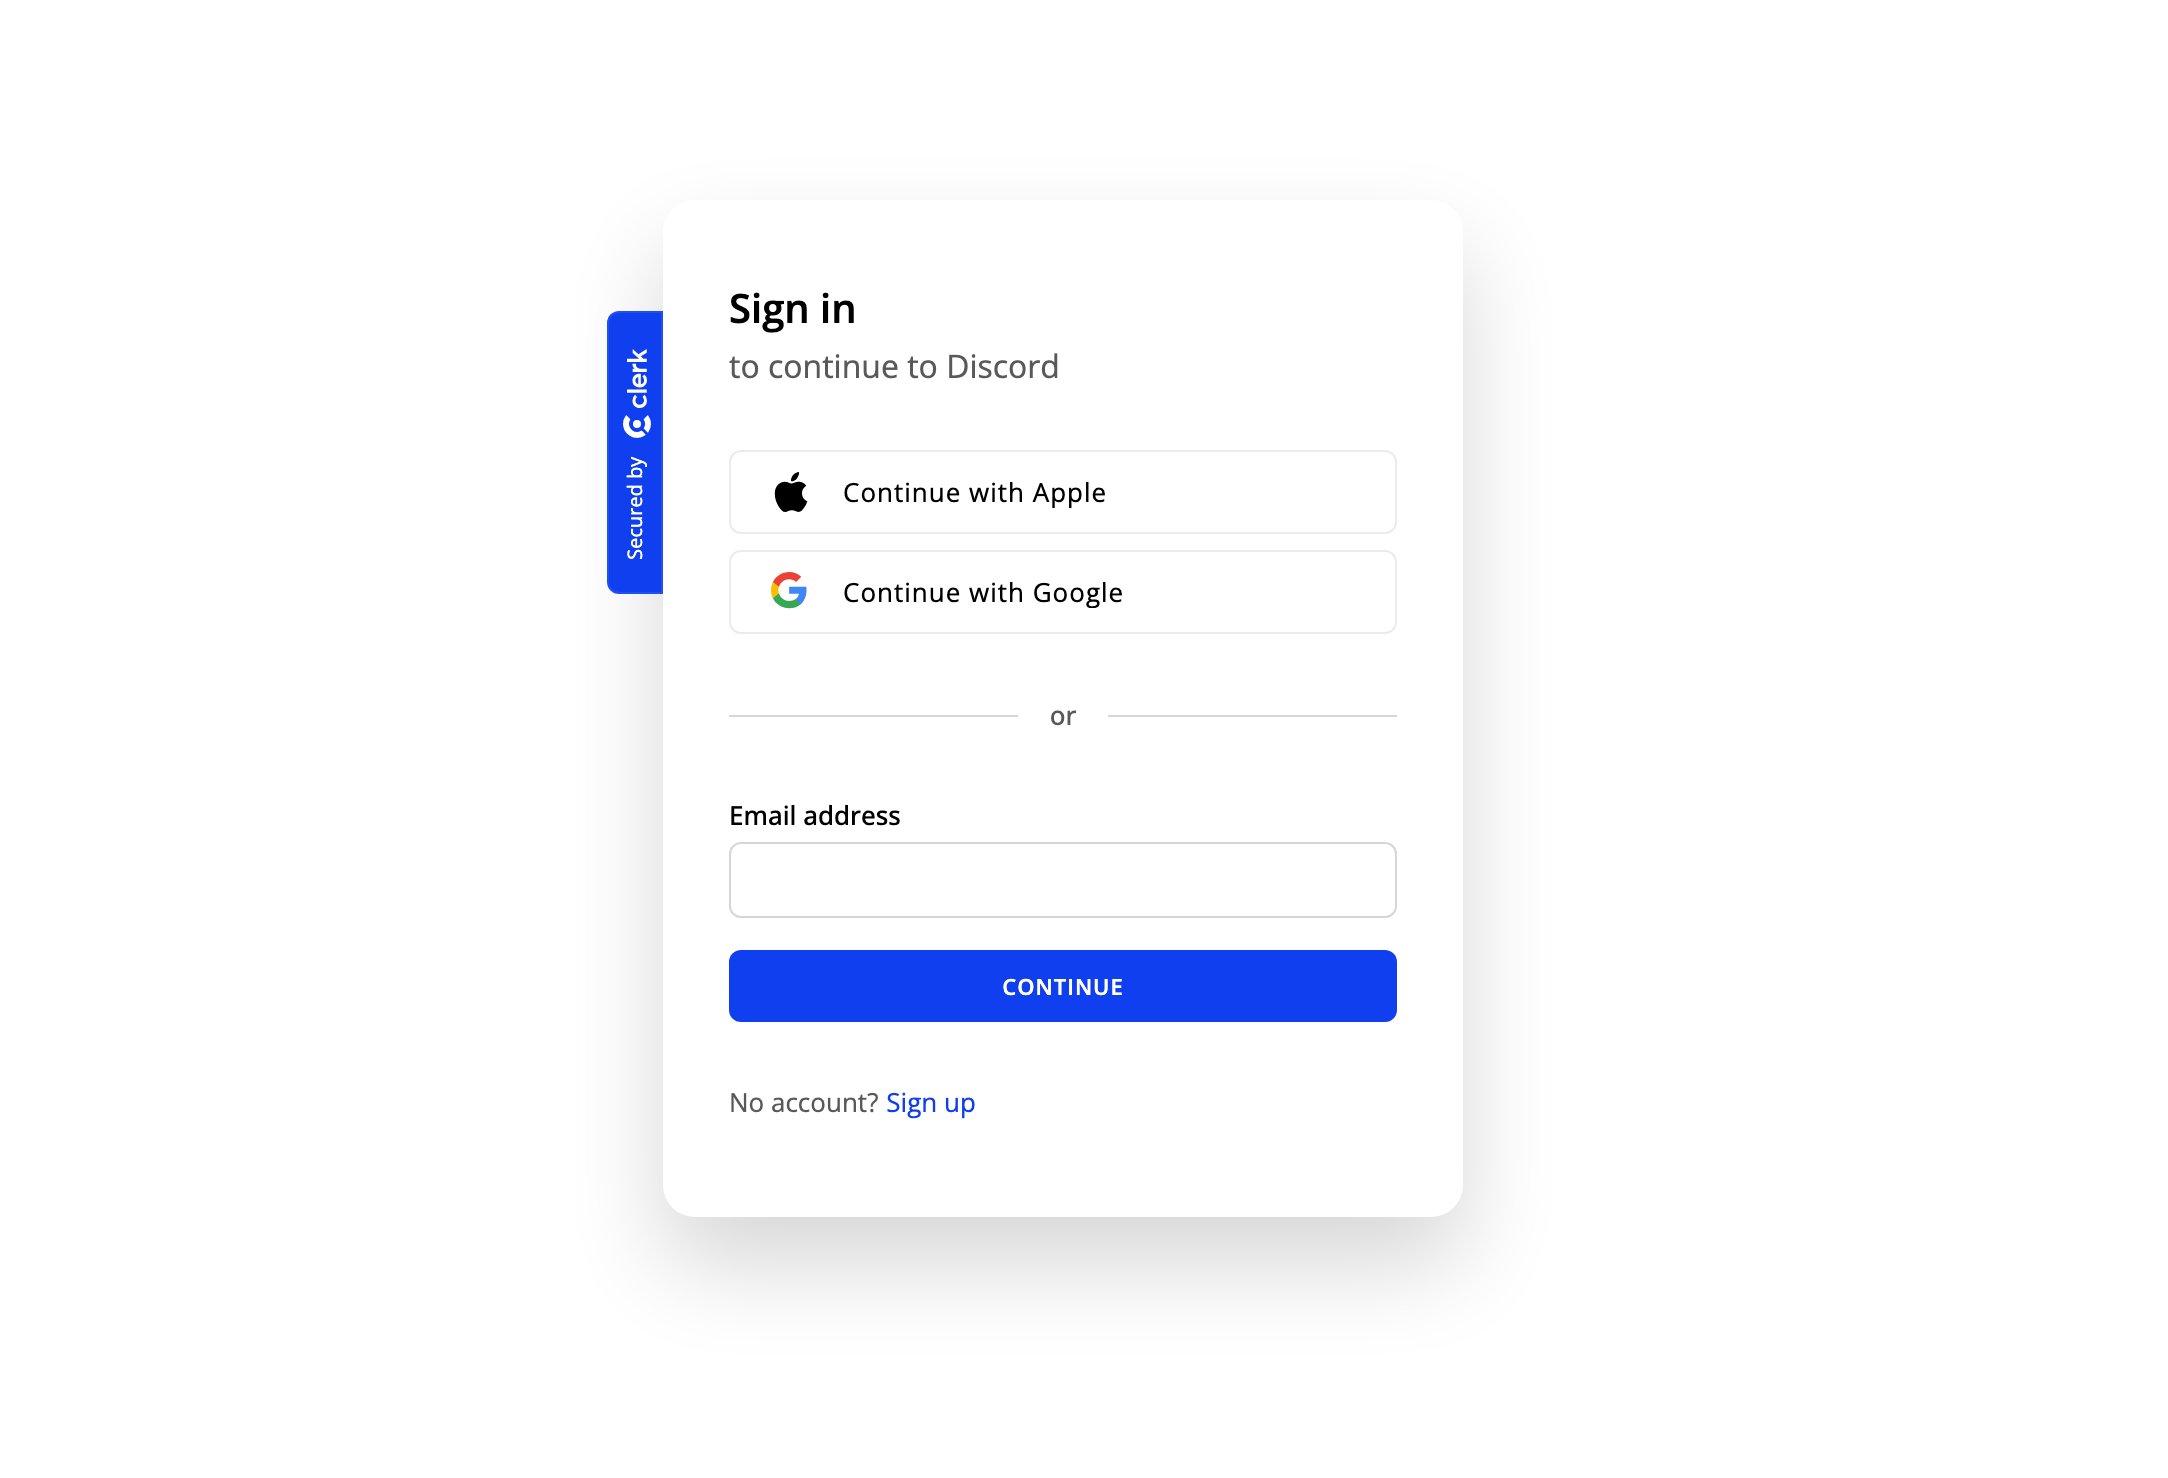 Sign in
to continue to Discord
Secured by clerk
Continue with Apple
Continue with Google
or
Email address
CONTINUE
No account? Sign up